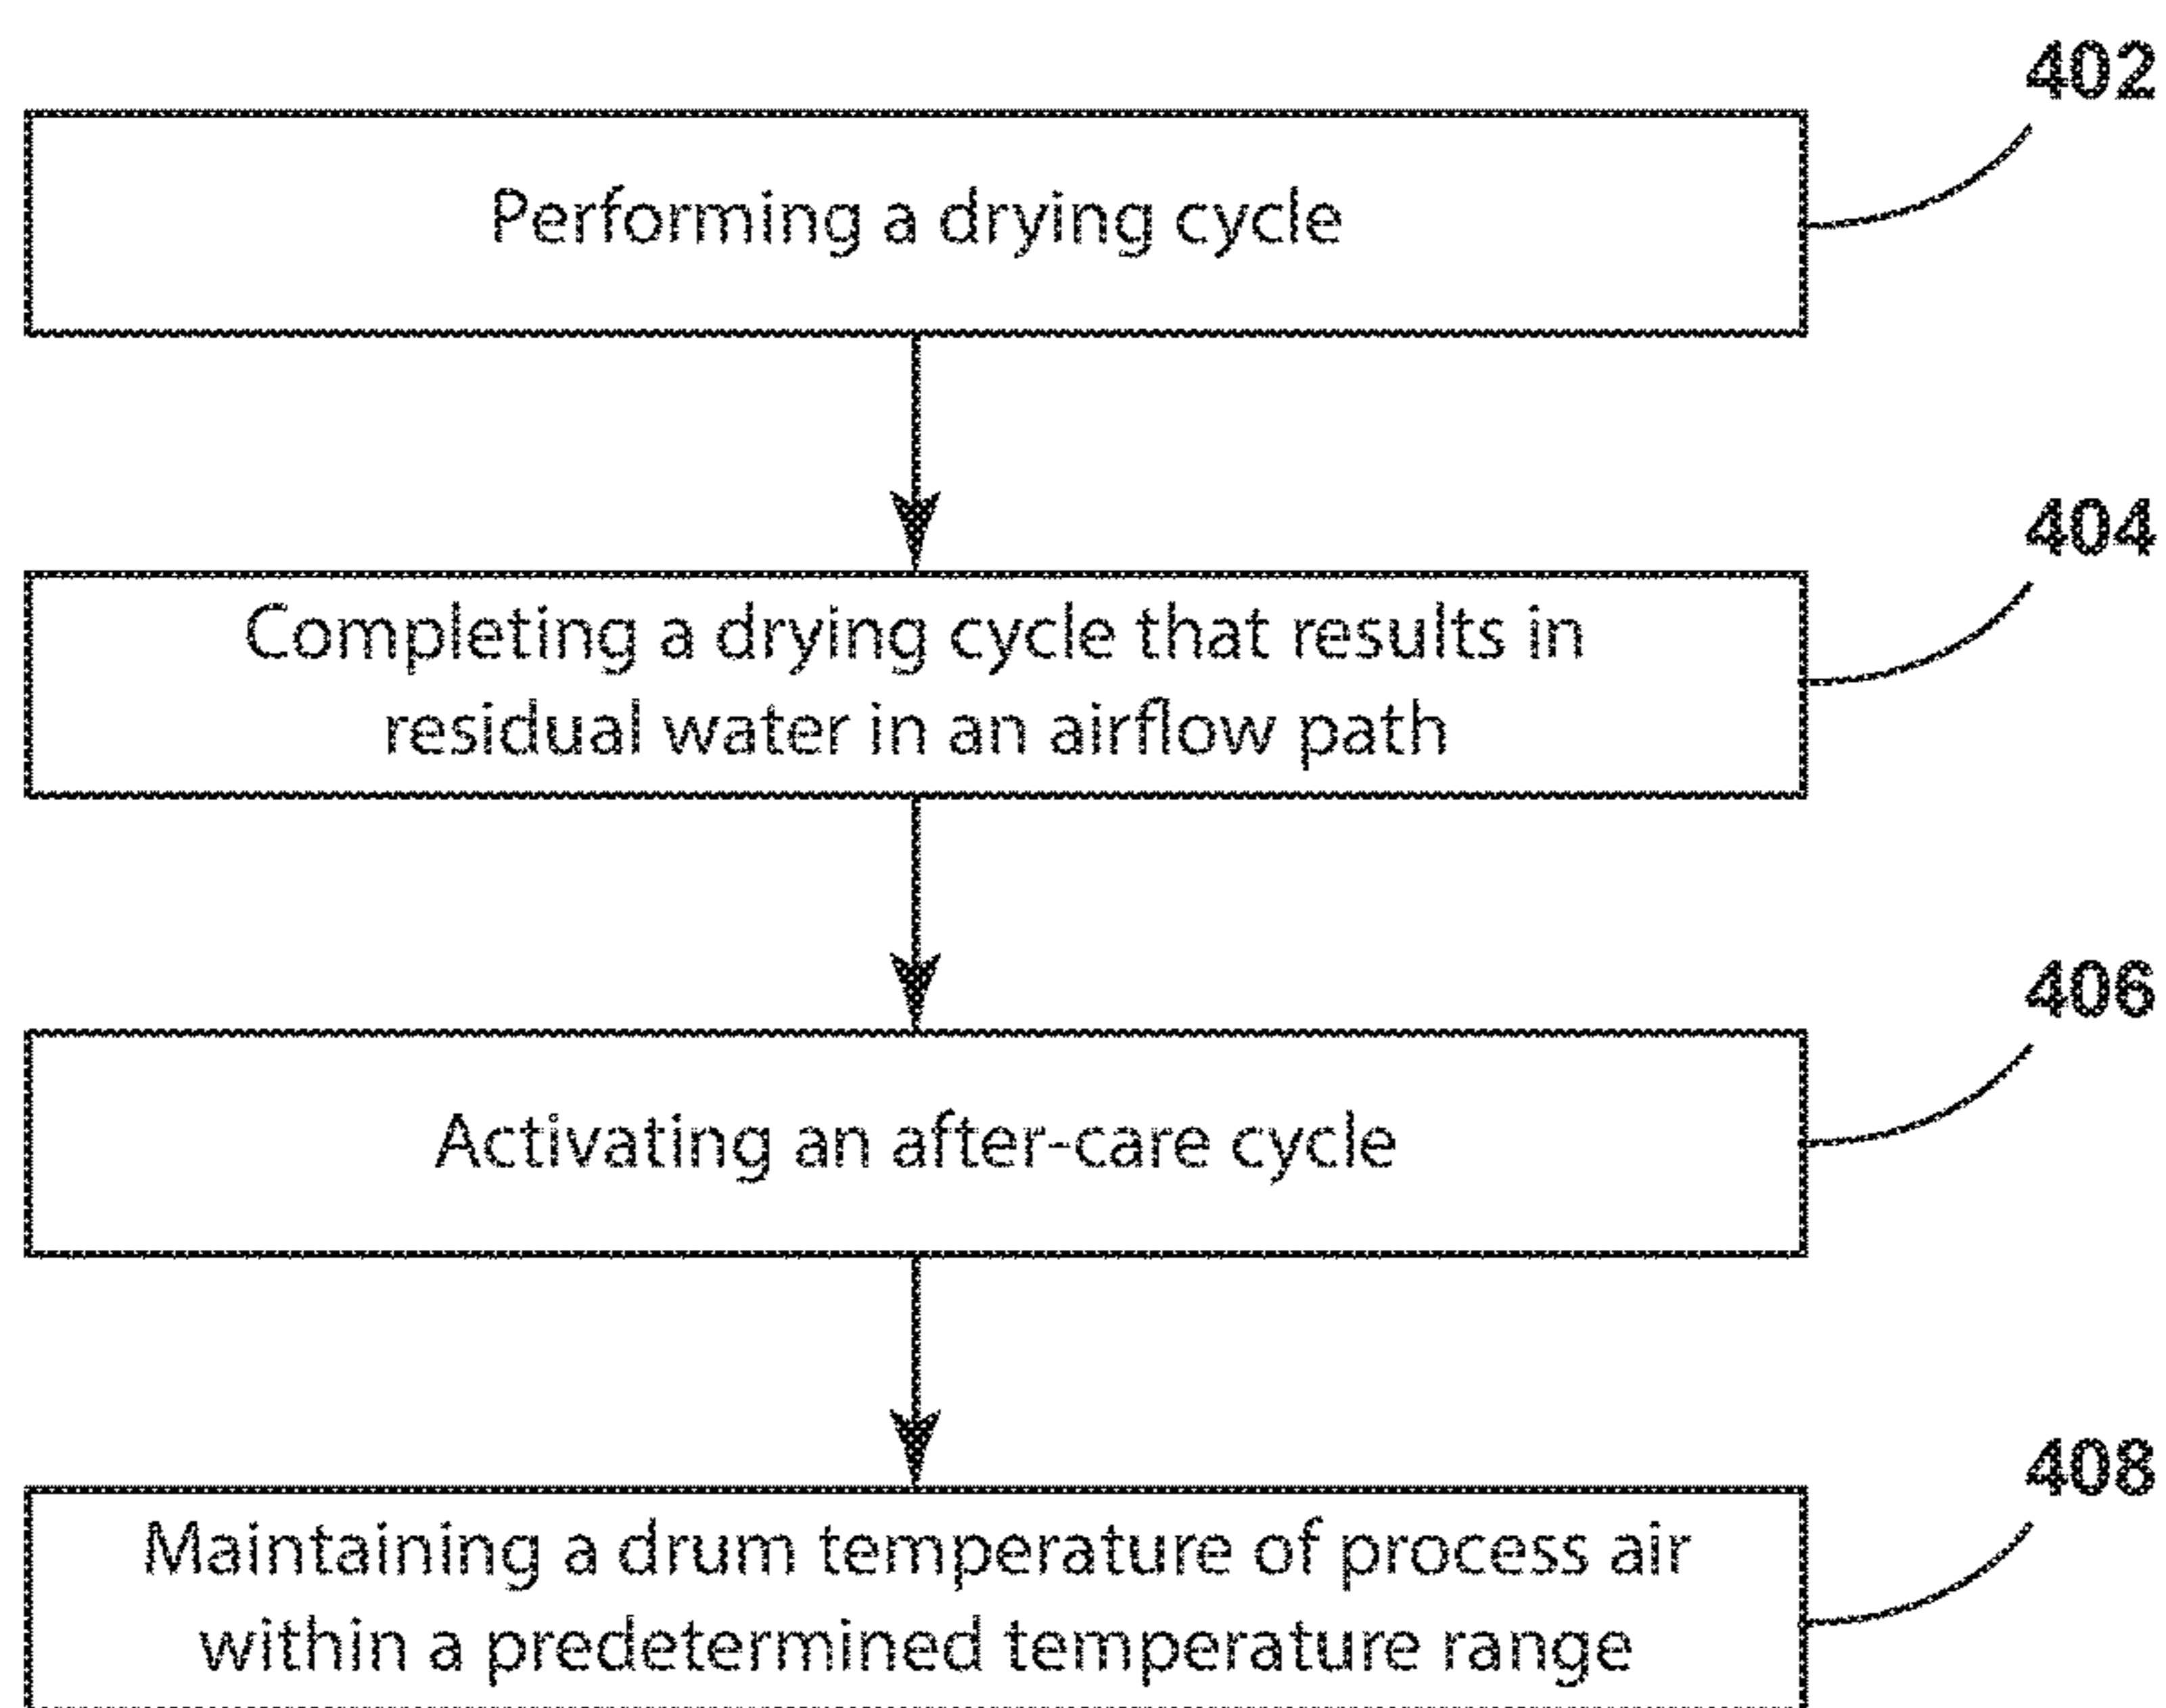 402
Performing a drying cycle
404
Completing a drying cycle that results in
residual water in an airflow path
406
Activating an after-care cycle
408
Maintaining a drum temperature of process air
within a predetermined temperature range